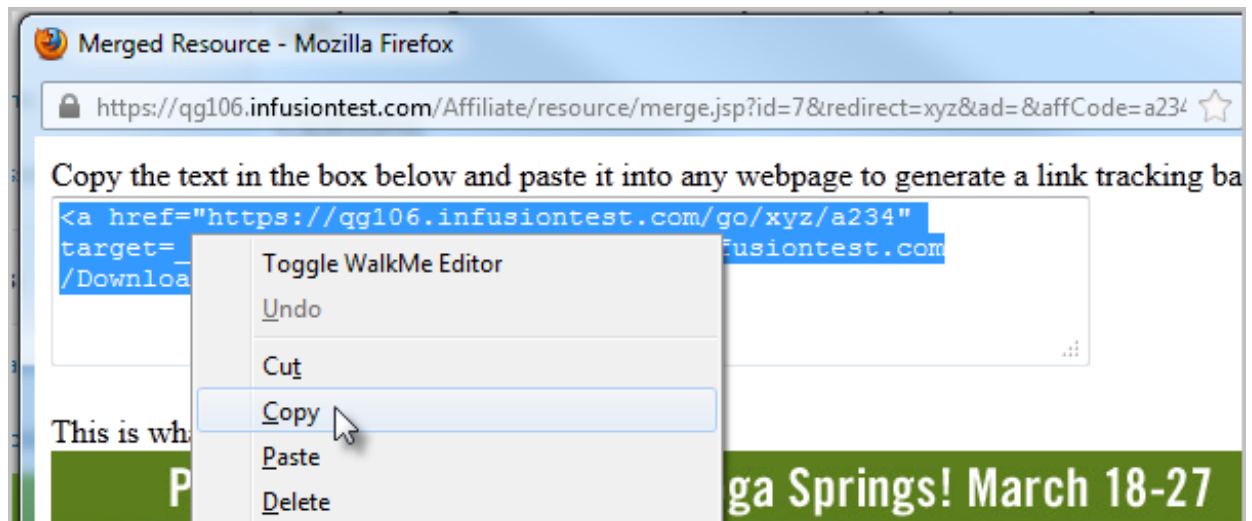 Merged Resource - Mozilla Firefox
https://qg106.infusiontest.com/Affiliate/resource/merge.jsp?id=7&redirect=xyz&ad=&affCode=a234
Copy the text in the box below and paste it into any webpage to generate a link tracking ba
<a href="https://qg106.infusiontest.com/go/xyz/a234"
target=_ fusiontest.com
/Downloa
Toggle WalkMe Editor
Undo
Cut
Copy
This is wh
Paste
P ga Springs! March 18-27
Delete